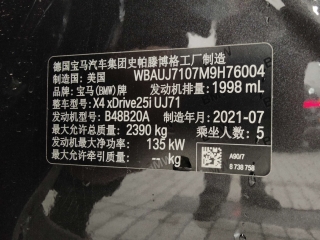 德国宝马汽车集团史帕滕博格工厂制造
制造国: 美国 WBAUJ7107M9H76004
品牌: 宝马(BMW)牌 发动机排量: 1998 mL
整车型号: X4 xDrive25i UJ71
发动机型号: B48B20A 制造年月: 2021-07
最大允许总质量: 2390 kg 乘坐人数: 5
发动机最大净功率: 135 kW
最大允许牵引质量: -- kg
A90/7
8 738 758